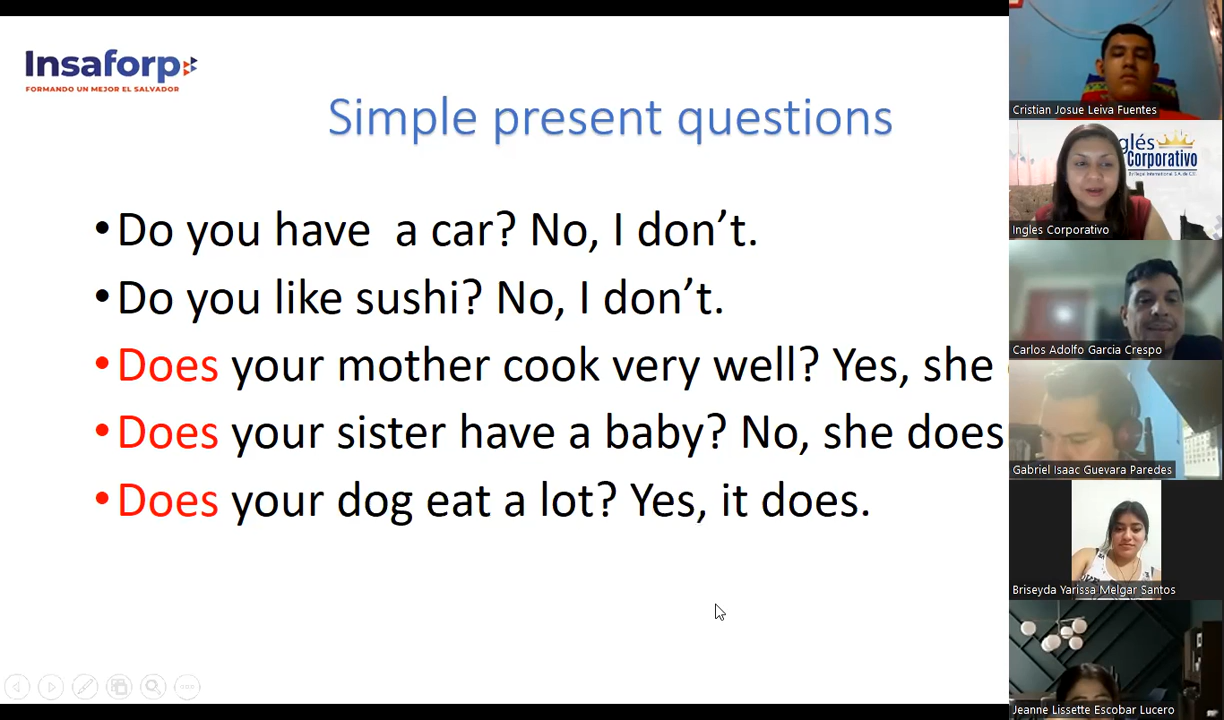 Insaforp
FORMANDO UN MEJOR EL SALVADOR
Simple present questions
•Do you have  a car? No, I don’t.
•Do you like sushi? No, I don’t.
•Does your mother cook very well? Yes, she
•Does your sister have a baby? No, she does
•Does your dog eat a lot? Yes, it does.
Cristian Josue Leiva Fuentes
glés
Corporativo
Ingles Corporativo
Carlos Adolfo Garcia Crespo
Gabriel Isaac Guevara Paredes
Briseyda Yarissa Melgar Santos
Jeanne Lissette Escobar Lucero